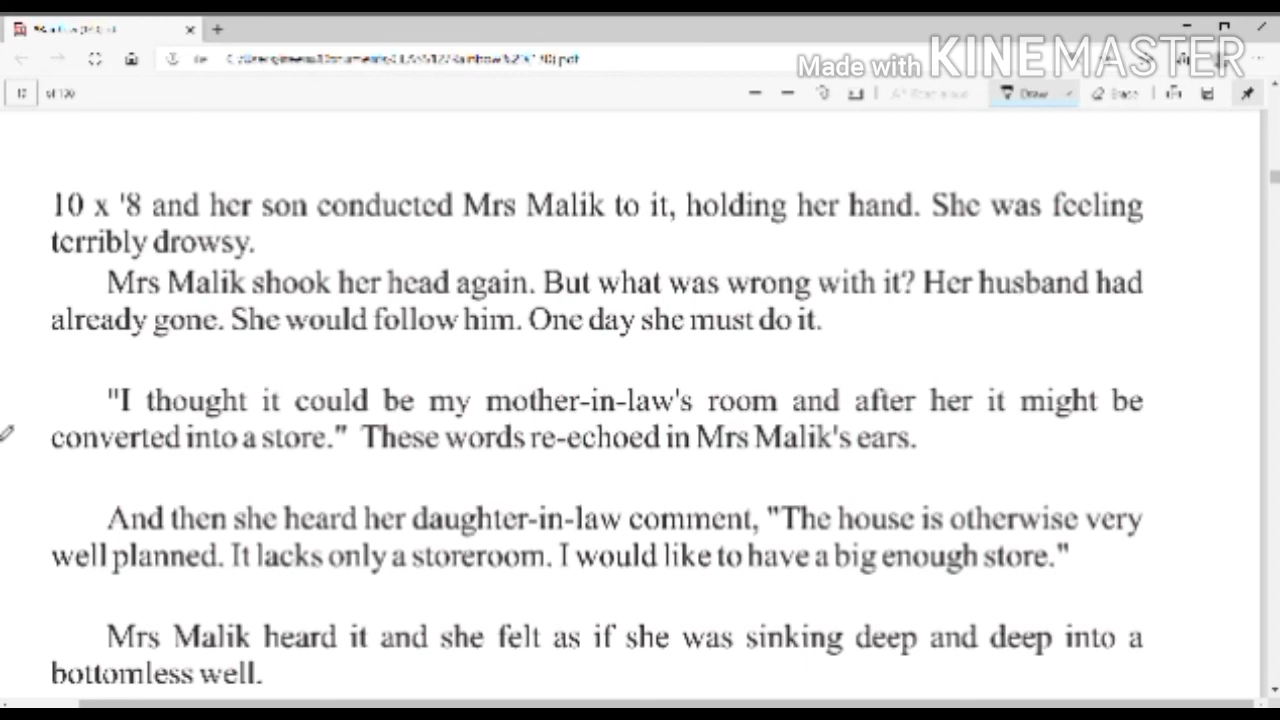 Made with KINEMASTER
of 120
Draw
10 x '8 and her son conducted Mrs Malik to it, holding her hand. She was feeling
terribly drowsy.
Mrs Malik shook her head again. But what was wrong with it? Her husband had
already gone. She would follow him. One day she must do it.
"I thought it could be my mother-in-law's room and after her it might be
converted into a store." These words re-echoed in Mrs Malik's ears.
And then she heard her daughter-in-law comment, "The house is otherwise very
well planned. It lacks only a storeroom. I would like to have a big enough store."
Mrs Malik heard it and she felt as if she was sinking deep and deep into a
bottomless well.